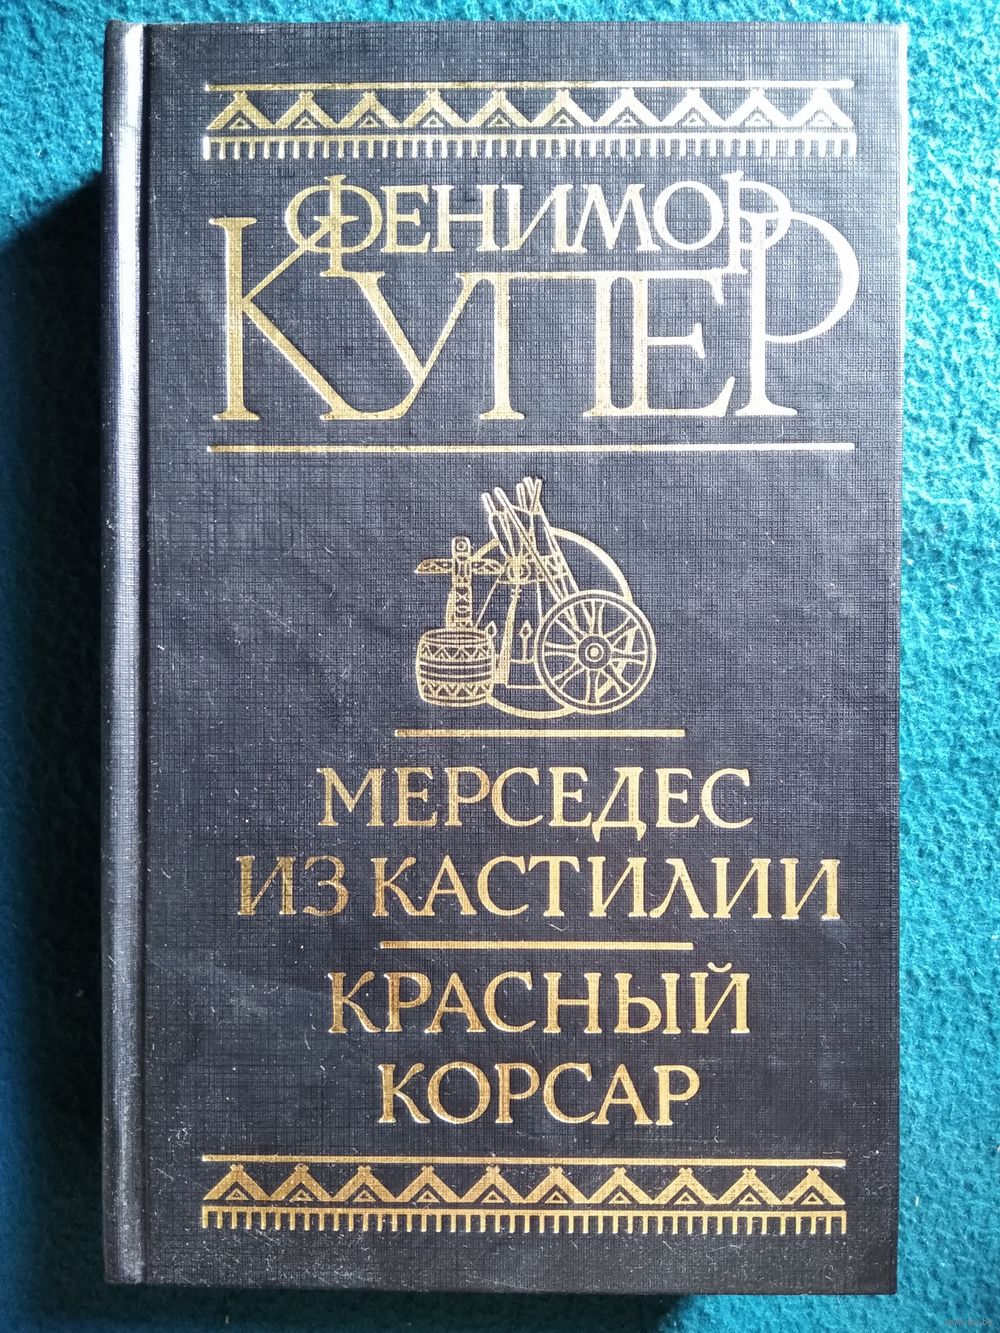 ФЕНИМОР
КУПЕР
МЕРСЕДЕС
ИЗ КАСТИЛИИ
КРАСНЫЙ
КОРСАР